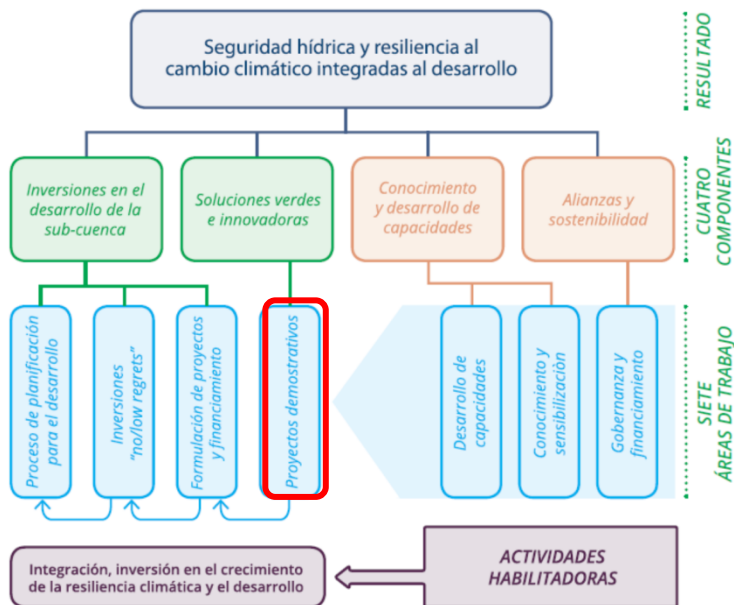 Seguridad hídrica y resiliencia al
cambio climático integradas al desarrollo
RESULTADO
Inversiones en el
desarrollo de la
sub-cuenca
Soluciones verdes
e innovadoras
Conocimiento
y desarrollo de
capacidades
Alianzas y
sostenibilidad
CUATRO
COMPONENTES
Proceso de planificación
para el desarrollo
Inversiones
"no/low regrets"
Formulación de proyectos
y financiamiento
Proyectos demostrativos
Desarrollo de
capacidades
Conocimiento y
sensibilización
Gobernanza y
financiamiento
SIETE
ÁREAS DE TRABAJO
Integración, inversión en el crecimiento
de la resiliencia climática y el desarrollo
ACTIVIDADES
HABILITADORAS